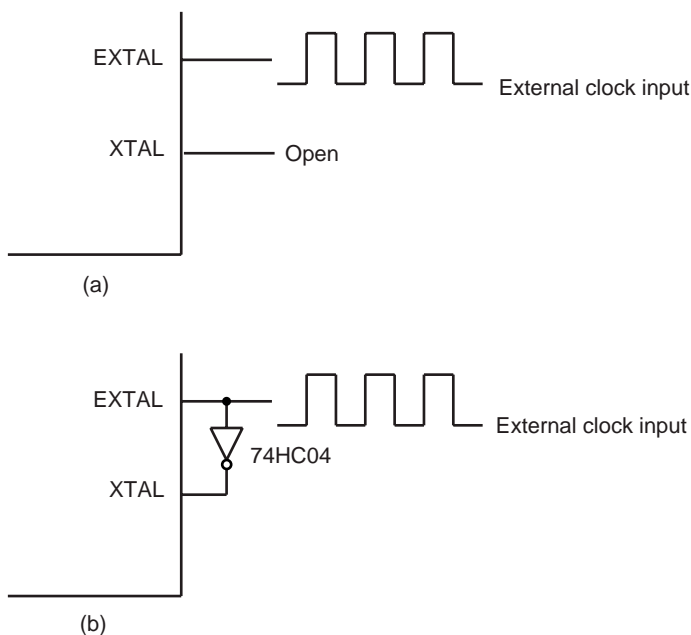 EXTAL
External clock input
XTAL
Open
(a)
EXTAL
External clock input
74HC04
XTAL
(b)